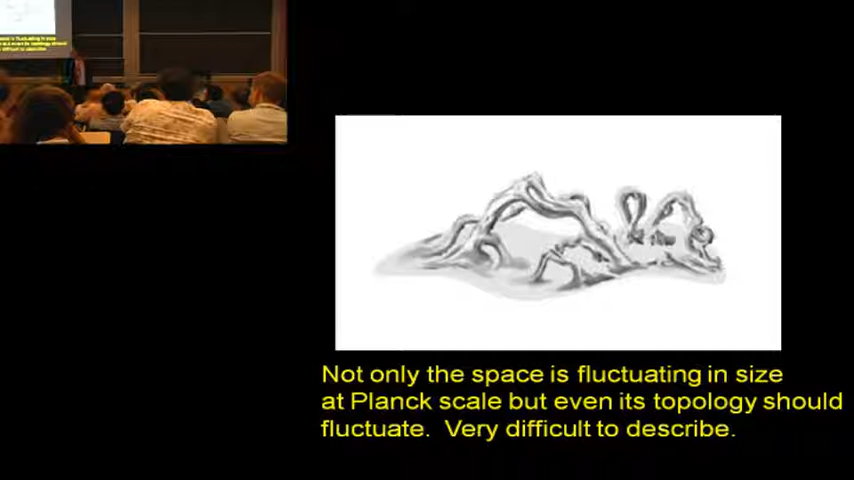 Not only the space is fluctuating in size
at Planck scale but even its topology should
fluctuate.  Very difficult to describe.